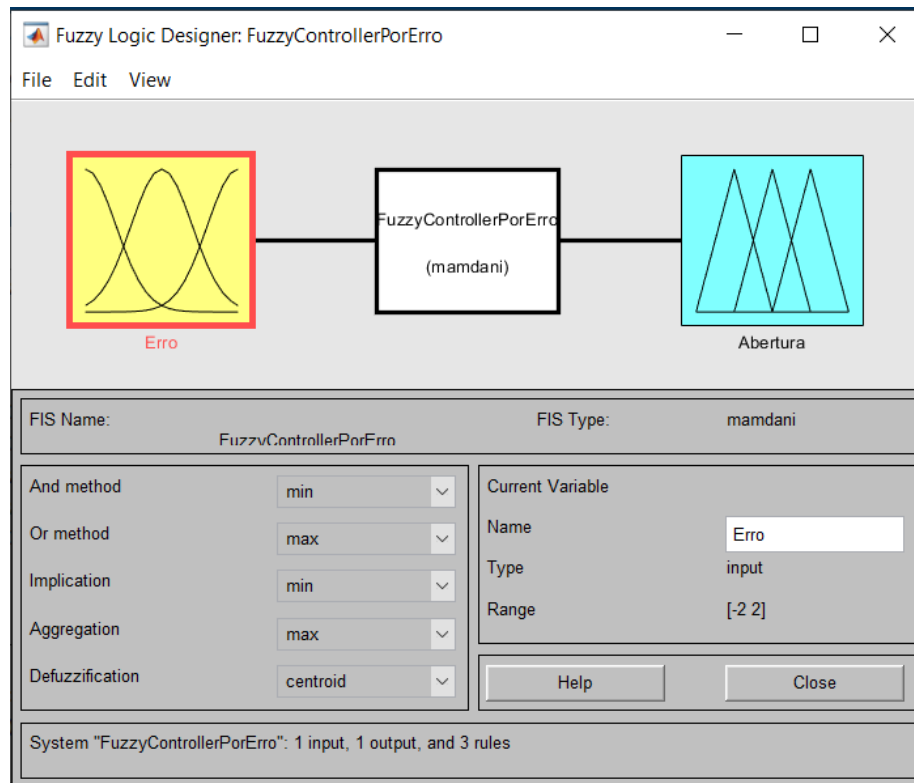 Fuzzy Logic Designer: FuzzyControllerPorErro
File Edit View
FuzzyControllerPorErro
(mamdani)
Erro
Abertura
FIS Name:
FuzzyControllerPorErro
FIS Type:
mamdani
And method
min
Or method
max
Implication
min
Aggregation
max
Defuzzification
centroid
Current Variable
Name
Erro
Type
input
Range
[-2 2]
Help
Close
System "FuzzyControllerPorErro": 1 input, 1 output, and 3 rules